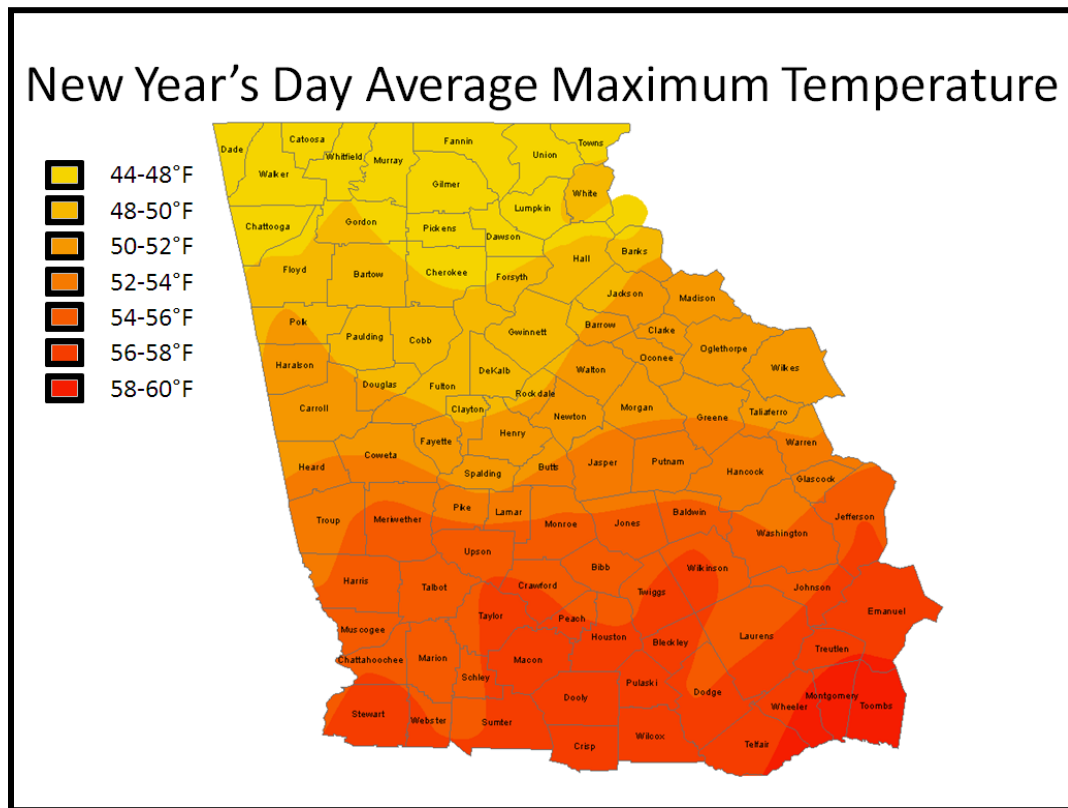 New Year's Day Average Maximum Temperature
44-48°F
48-50°F
50-52°F
52-54°F
54-56°F
56-58°F
58-60°F
Dade
Catoosa
Whitfield
Murray
Fannin
Union
Towns
Walker
Gilmer
White
Lumpkin
Chattooga
Gordon
Pickens
Dawson
Banks
Hall
Floyd
Bartow
Cherokee
Forsyth
Jackson
Madison
Polk
Paulding
Cobb
Gwinnett
Barrow
Clarke
Oglethorpe
Oconee
Wilkes
Haralson
Douglas
Fulton
DeKalb
Walton
Rockdale
Carroll
Clayton
Newton
Morgan
Greene
Taliaferro
Fayette
Henry
Warren
Coweta
Heard
Spalding
Butts
Jasper
Putnam
Hancock
Glascock
Troup
Meriwether
Pike
Lamar
Monroe
Jones
Baldwin
Washington
Jefferson
Upson
Harris
Talbot
Crawford
Bibb
Twiggs
Wilkinson
Johnson
Emanuel
Taylor
Peach
Houston
Bleckley
Laurens
Treutlen
Muscogee
Chattahoochee
Marion
Macon
Schley
Pulaski
Dodge
Dooly
Wheeler
Montgomery
Toombs
Stewart
Webster
Sumter
Crisp
Wilcox
Telfair